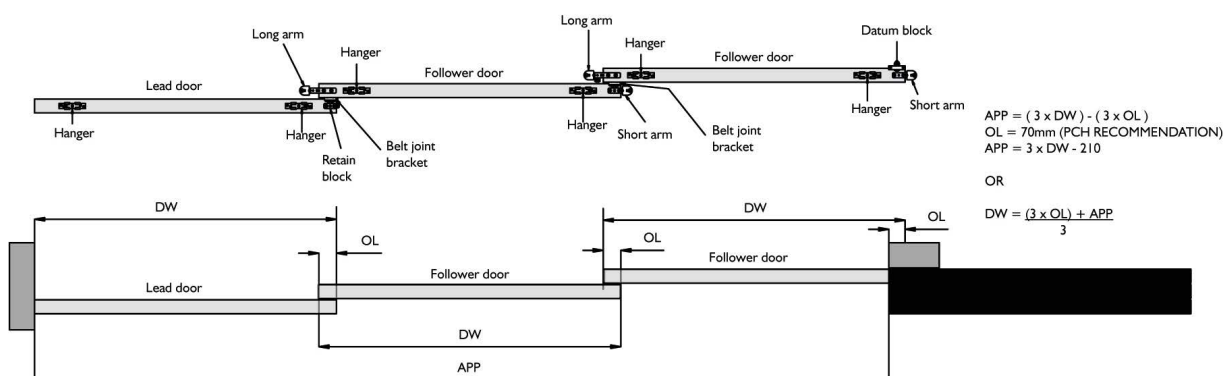 Long arm
Hanger
Follower door
Lead door
Hanger
Hanger
Retain
block
Belt joint
bracket
Hanger
Short arm
Long arm
Hanger
Follower door
Datum block
Belt joint
bracket
Hanger
Short arm
APP = ( 3 x DW ) - ( 3 x OL )
OL = 70mm (PCH RECOMMENDATION)
APP = 3 x DW - 210
OR
DW = (3 x OL) + APP
3
DW
OL
DW
OL
OL
Lead door
Follower door
Follower door
DW
APP